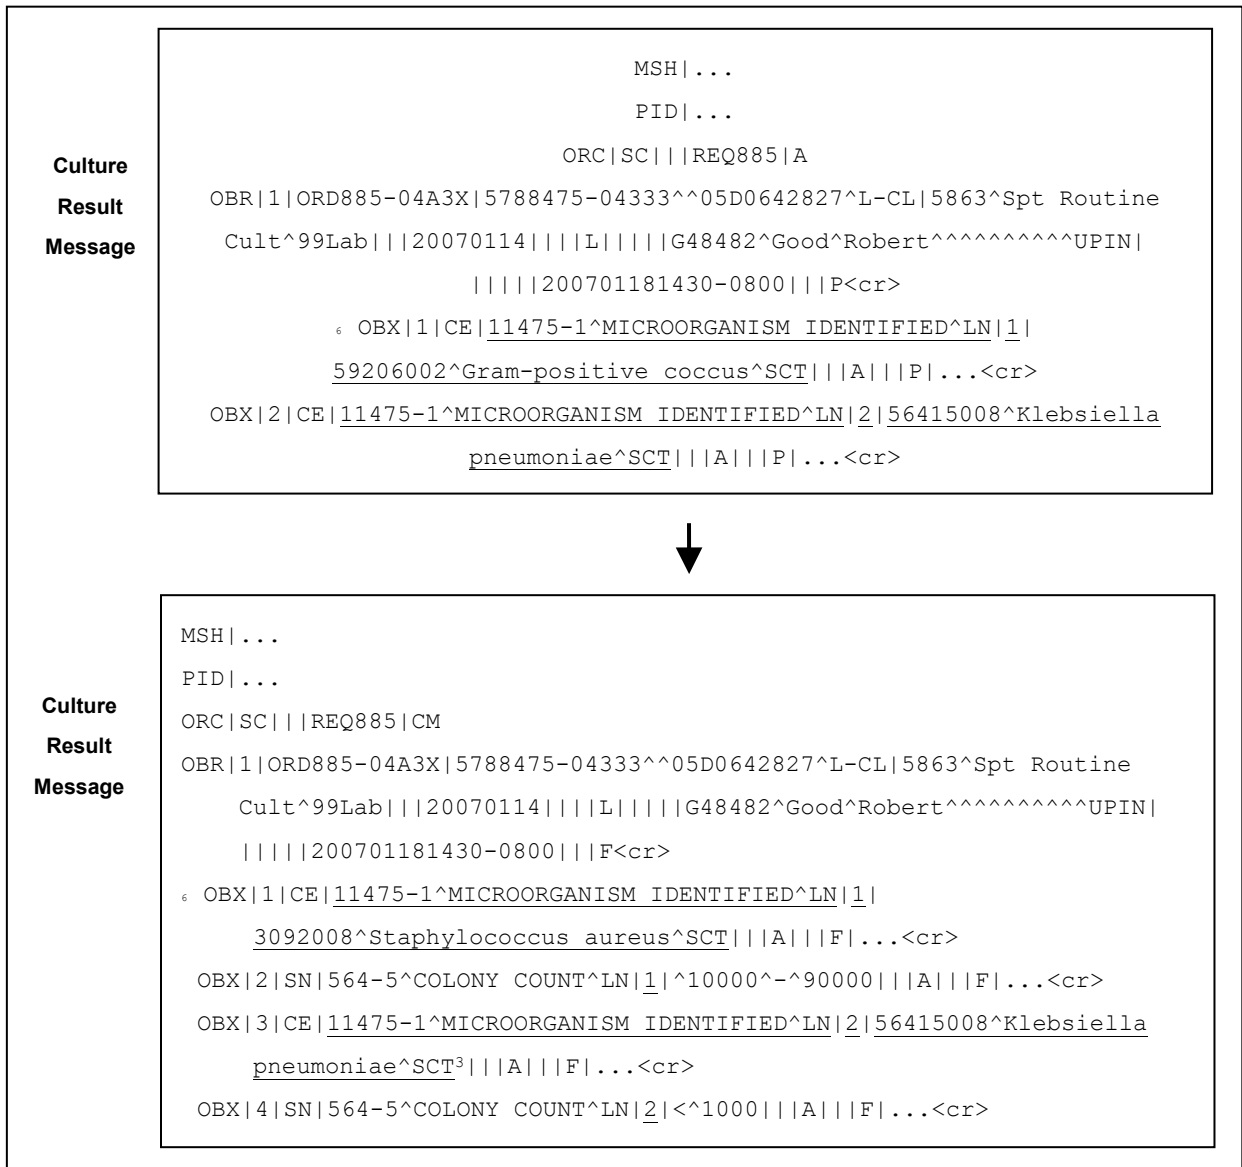 Culture
Result
Message
MSH|...
PID|...
ORC|SC|||REQ885|A
OBR|1|ORD885-04A3X|5788475-04333^^05D0642827^L-CL|5863^Spt Routine
Cult^99Lab|||20070114||||L|||||G48482^Good^Robert^^^^^^^^^^UPIN|
|||||200701181430-0800|||P<cr>
6 OBX|1|CE|11475-1^MICROORGANISM IDENTIFIED^LN|1|
59206002^Gram-positive coccus^SCT|||A|||P|...<cr>
OBX|2|CE|11475-1^MICROORGANISM IDENTIFIED^LN|2|56415008^Klebsiella
pneumoniae^SCT|||A|||P|...<cr>
Culture
Result
Message
MSH|...
PID|...
ORC|SC|||REQ885|CM
OBR|1|ORD885-04A3X|5788475-04333^^05D0642827^L-CL|5863^Spt Routine
Cult^99Lab|||20070114||||L|||||G48482^Good^Robert^^^^^^^^^^UPIN|
|||||200701181430-0800|||F<cr>
6 OBX|1|CE|11475-1^MICROORGANISM IDENTIFIED^LN|1|
3092008^Staphylococcus aureus^SCT|||A|||F|...<cr>
OBX|2|SN|564-5^COLONY COUNT^LN|1|^10000^-^90000|||A|||F|...<cr>
OBX|3|CE|11475-1^MICROORGANISM IDENTIFIED^LN|2|56415008^Klebsiella
pneumoniae^SCT³|||A|||F|...<cr>
OBX|4|SN|564-5^COLONY COUNT^LN|2|<^1000|||A|||F|...<cr>